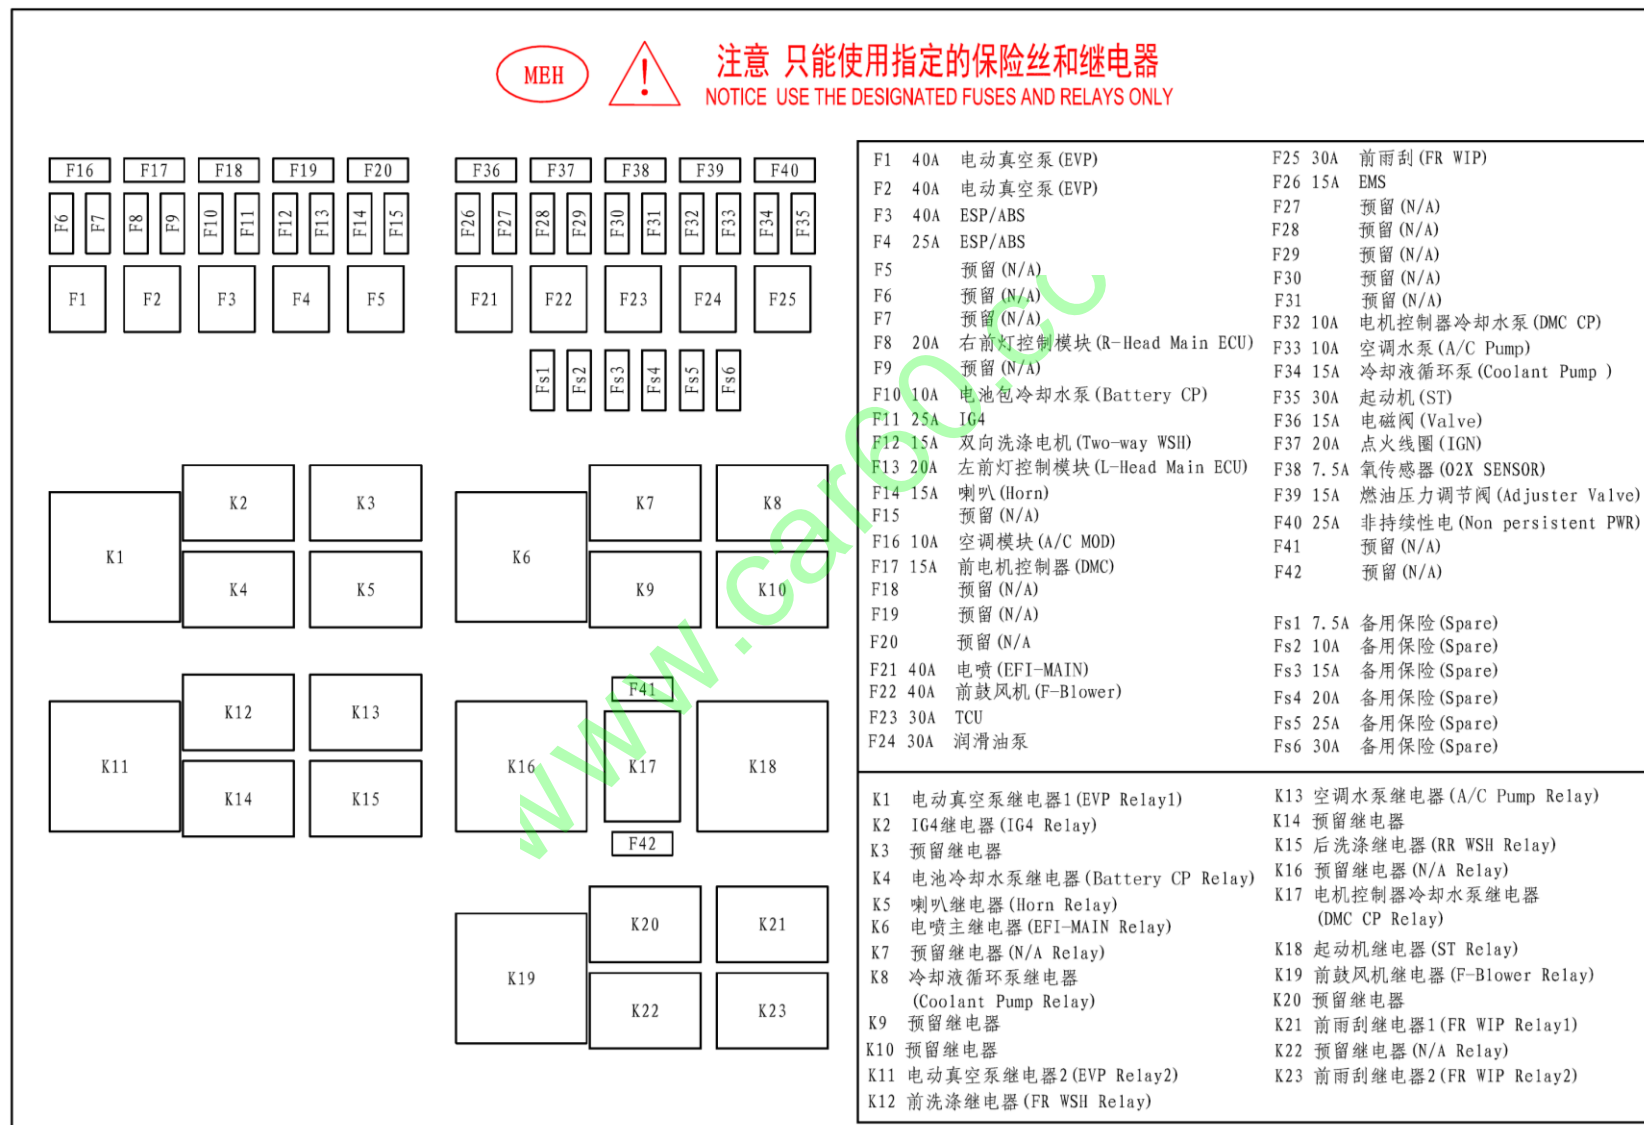 MEH
!
注意 只能使用指定的保险丝和继电器
NOTICE USE THE DESIGNATED FUSES AND RELAYS ONLY
F16 F17 F18 F19 F20 F36 F37 F38 F39 F40
F6 F7 F8 F9 F10 F11 F12 F13 F14 F15 F26 F27 F28 F29 F30 F31 F32 F33 F34 F35
F1 F2 F3 F4 F5 F21 F22 F23 F24 F25
Fs1 Fs2 Fs3 Fs4 Fs5 Fs6
K2 K3 K7 K8
K1 K6
K4 K5 K9 K10
F41
K12 K13
K11 K16 K17 K18
K14 K15
F42
K20 K21
K19
K22 K23
F1 40A 电动真空泵(EVP)
F2 40A 电动真空泵(EVP)
F3 40A ESP/ABS
F4 25A ESP/ABS
F5 预留(N/A)
F6 预留(N/A)
F7 预留(N/A)
F8 20A 右前灯控制模块(R-Head Main ECU)
F9 预留(N/A)
F10 10A 电池包冷却水泵(Battery CP)
F11 25A IG4
F12 15A 双向洗涤电机(Two-way WSH)
F13 20A 左前灯控制模块(L-Head Main ECU)
F14 15A 喇叭(Horn)
F15 预留(N/A)
F16 10A 空调模块(A/C MOD)
F17 15A 前电机控制器(DMC)
F18 预留(N/A)
F19 预留(N/A)
F20 预留(N/A
F21 40A 电喷(EFI-MAIN)
F22 40A 前鼓风机(F-Blower)
F23 30A TCU
F24 30A 润滑油泵
F25 30A 前雨刮(FR WIP)
F26 15A EMS
F27 预留(N/A)
F28 预留(N/A)
F29 预留(N/A)
F30 预留(N/A)
F31 预留(N/A)
F32 10A 电机控制器冷却水泵(DMC CP)
F33 10A 空调水泵(A/C Pump)
F34 15A 冷却液循环泵(Coolant Pump )
F35 30A 起动机(ST)
F36 15A 电磁阀(Valve)
F37 20A 点火线圈(IGN)
F38 7.5A 氧传感器(O2X SENSOR)
F39 15A 燃油压力调节阀(Adjuster Valve)
F40 25A 非持续性电(Non persistent PWR)
F41 预留(N/A)
F42 预留(N/A)
Fs1 7.5A 备用保险(Spare)
Fs2 10A 备用保险(Spare)
Fs3 15A 备用保险(Spare)
Fs4 20A 备用保险(Spare)
Fs5 25A 备用保险(Spare)
Fs6 30A 备用保险(Spare)
K1 电动真空泵继电器1(EVP Relay1)
K2 IG4继电器(IG4 Relay)
K3 预留继电器
K4 电池冷却水泵继电器(Battery CP Relay)
K5 喇叭继电器(Horn Relay)
K6 电喷主继电器(EFI-MAIN Relay)
K7 预留继电器(N/A Relay)
K8 冷却液循环泵继电器
(Coolant Pump Relay)
K9 预留继电器
K10 预留继电器
K11 电动真空泵继电器2(EVP Relay2)
K12 前洗涤继电器(FR WSH Relay)
K13 空调水泵继电器(A/C Pump Relay)
K14 预留继电器
K15 后洗涤继电器(RR WSH Relay)
K16 预留继电器(N/A Relay)
K17 电机控制器冷却水泵继电器
(DMC CP Relay)
K18 起动机继电器(ST Relay)
K19 前鼓风机继电器(F-Blower Relay)
K20 预留继电器
K21 前雨刮继电器1(FR WIP Relay1)
K22 预留继电器(N/A Relay)
K23 前雨刮继电器2(FR WIP Relay2)
www.car60.cc